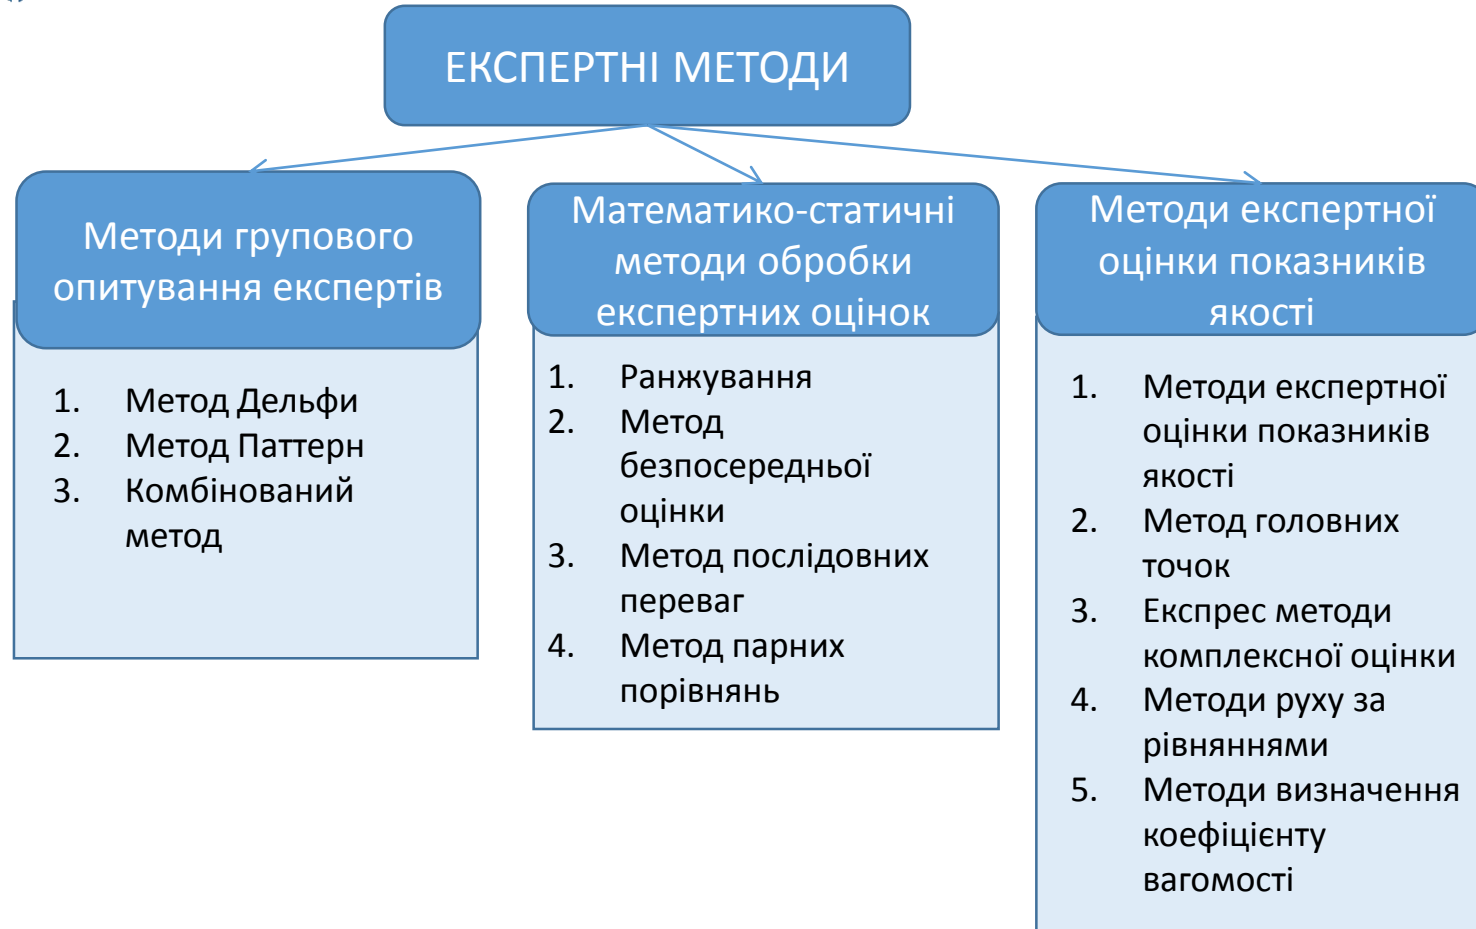 ЕКСПЕРТНІ МЕТОДИ
Методи групового
опитування експертів
1. Метод Дельфи
2. Метод Паттерн
3. Комбінований
метод
Математико-статичні
методи обробки
експертних оцінок
1. Ранжування
2. Метод
безпосередньої
оцінки
3. Метод послідовних
переваг
4. Метод парних
порівнянь
Методи експертної
оцінки показників
якості
1. Методи експертної
оцінки показників
якості
2. Метод головних
точок
3. Експрес методи
комплексної оцінки
4. Методи руху за
рівняннями
5. Методи визначення
коефіцієнту
вагомості